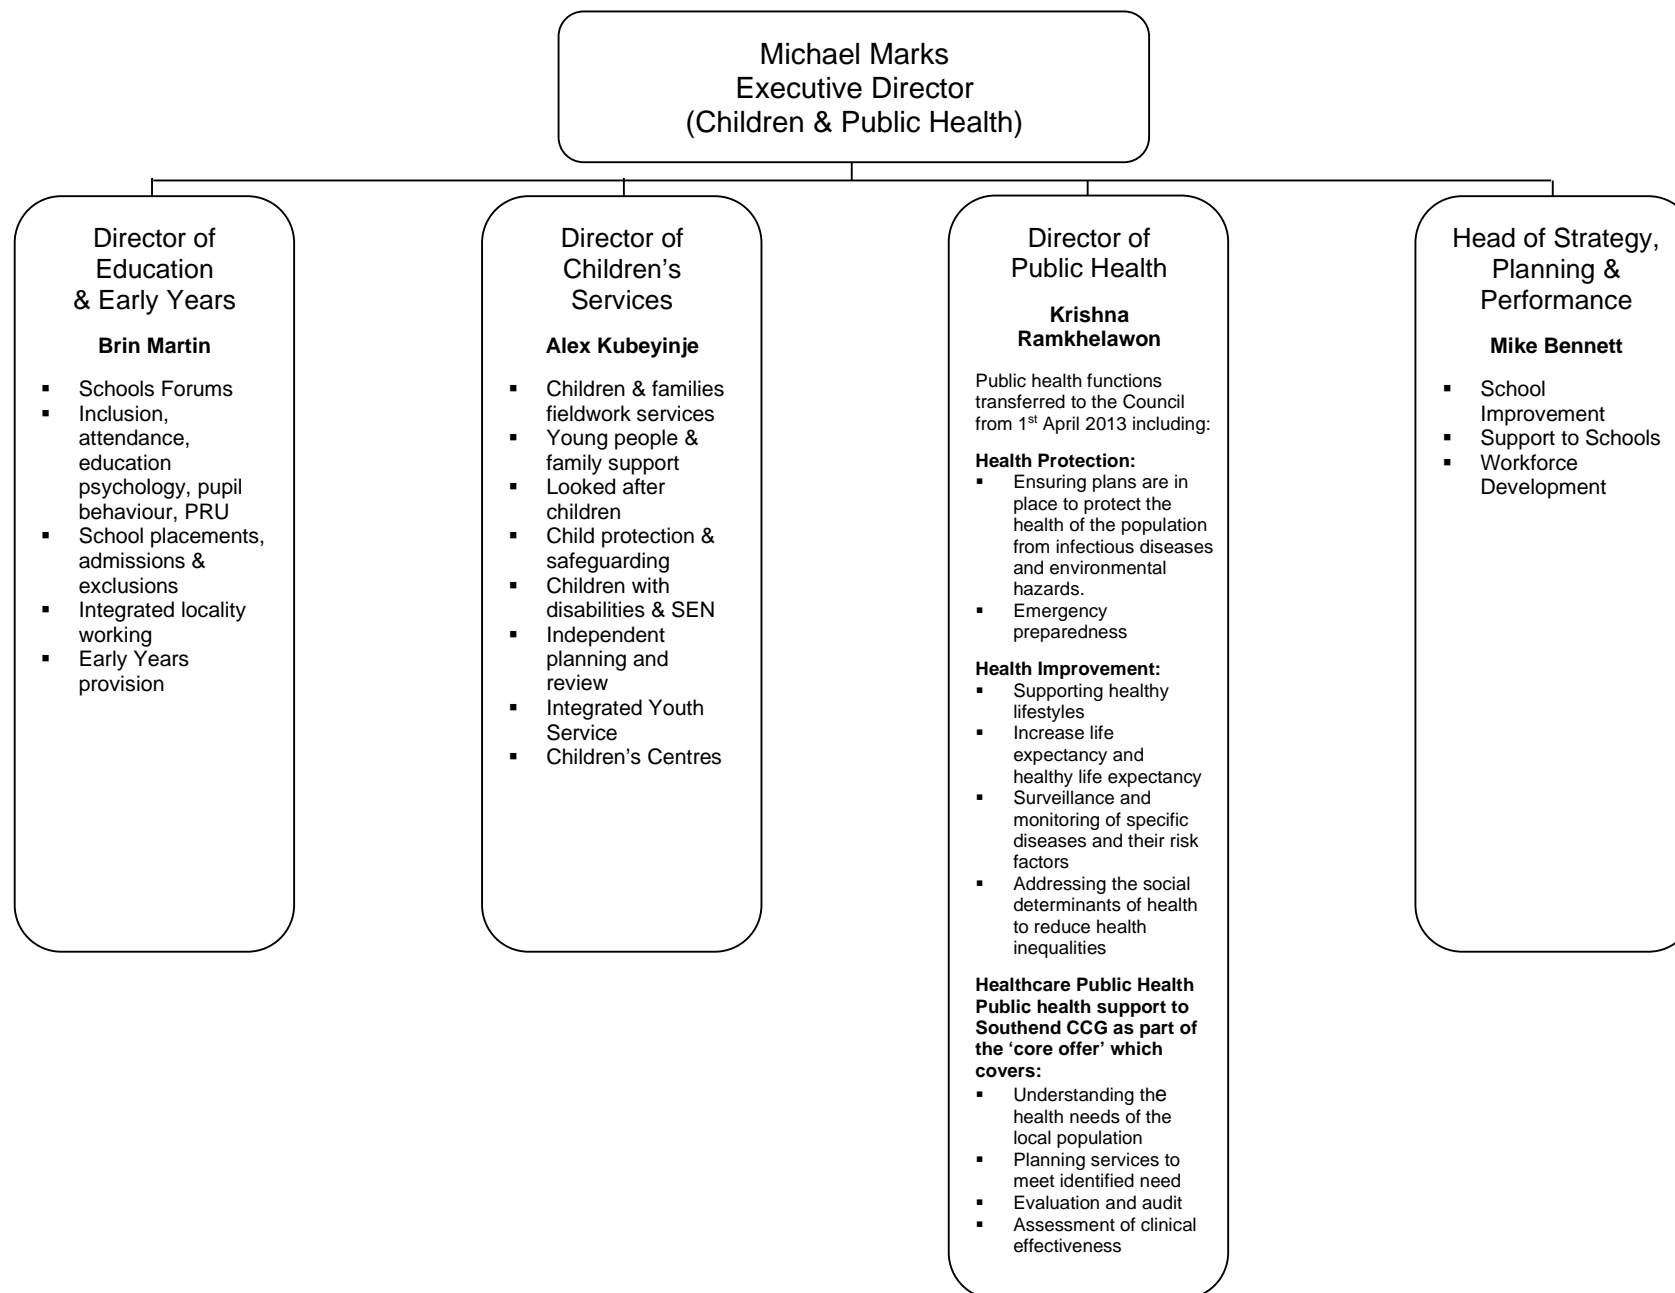 Michael Marks
Executive Director
(Children & Public Health)
Director of
Education
& Early Years
Brin Martin
▪ Schools Forums
▪ Inclusion,
attendance,
education
psychology, pupil
behaviour, PRU
▪ School placements,
admissions &
exclusions
▪ Integrated locality
working
▪ Early Years
provision
Director of
Children’s
Services
Alex Kubeyinje
▪ Children & families
fieldwork services
▪ Young people &
family support
▪ Looked after
children
▪ Child protection &
safeguarding
▪ Children with
disabilities & SEN
▪ Independent
planning and
review
▪ Integrated Youth
Service
▪ Children’s Centres
Director of
Public Health
Krishna
Ramkhelawon
Public health functions
transferred to the Council
from 1st April 2013 including:
Health Protection:
▪ Ensuring plans are in
place to protect the
health of the population
from infectious diseases
and environmental
hazards.
▪ Emergency
preparedness
Health Improvement:
▪ Supporting healthy
lifestyles
▪ Increase life
expectancy and
healthy life expectancy
▪ Surveillance and
monitoring of specific
diseases and their risk
factors
▪ Addressing the social
determinants of health
to reduce health
inequalities
Healthcare Public Health
Public health support to
Southend CCG as part of
the ‘core offer’ which
covers:
▪ Understanding the
health needs of the
local population
▪ Planning services to
meet identified need
▪ Evaluation and audit
▪ Assessment of clinical
effectiveness
Head of Strategy,
Planning &
Performance
Mike Bennett
▪ School
Improvement
▪ Support to Schools
▪ Workforce
Development